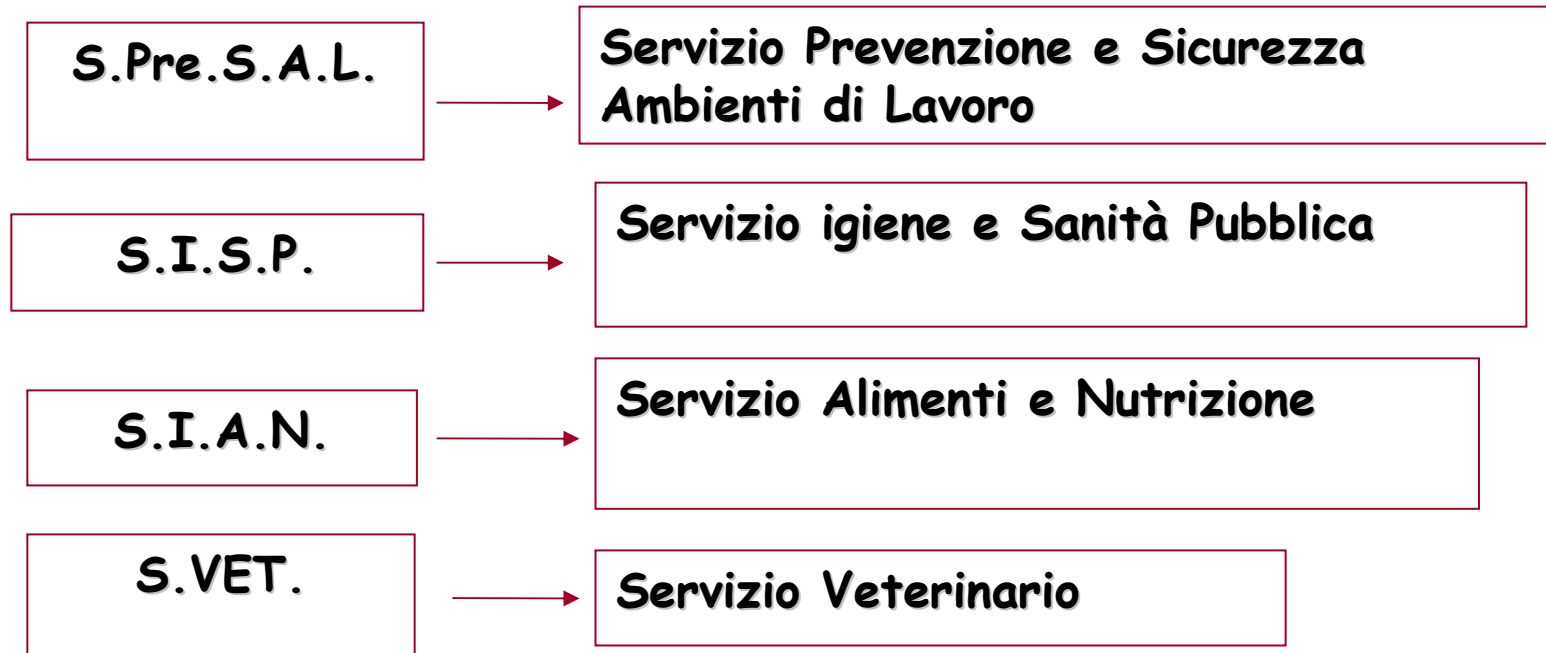 S.Pre.S.A.L.
Servizio Prevenzione e Sicurezza
Ambienti di Lavoro
S.I.S.P.
Servizio igiene e Sanità Pubblica
S.I.A.N.
Servizio Alimenti e Nutrizione
S.VET.
Servizio Veterinario